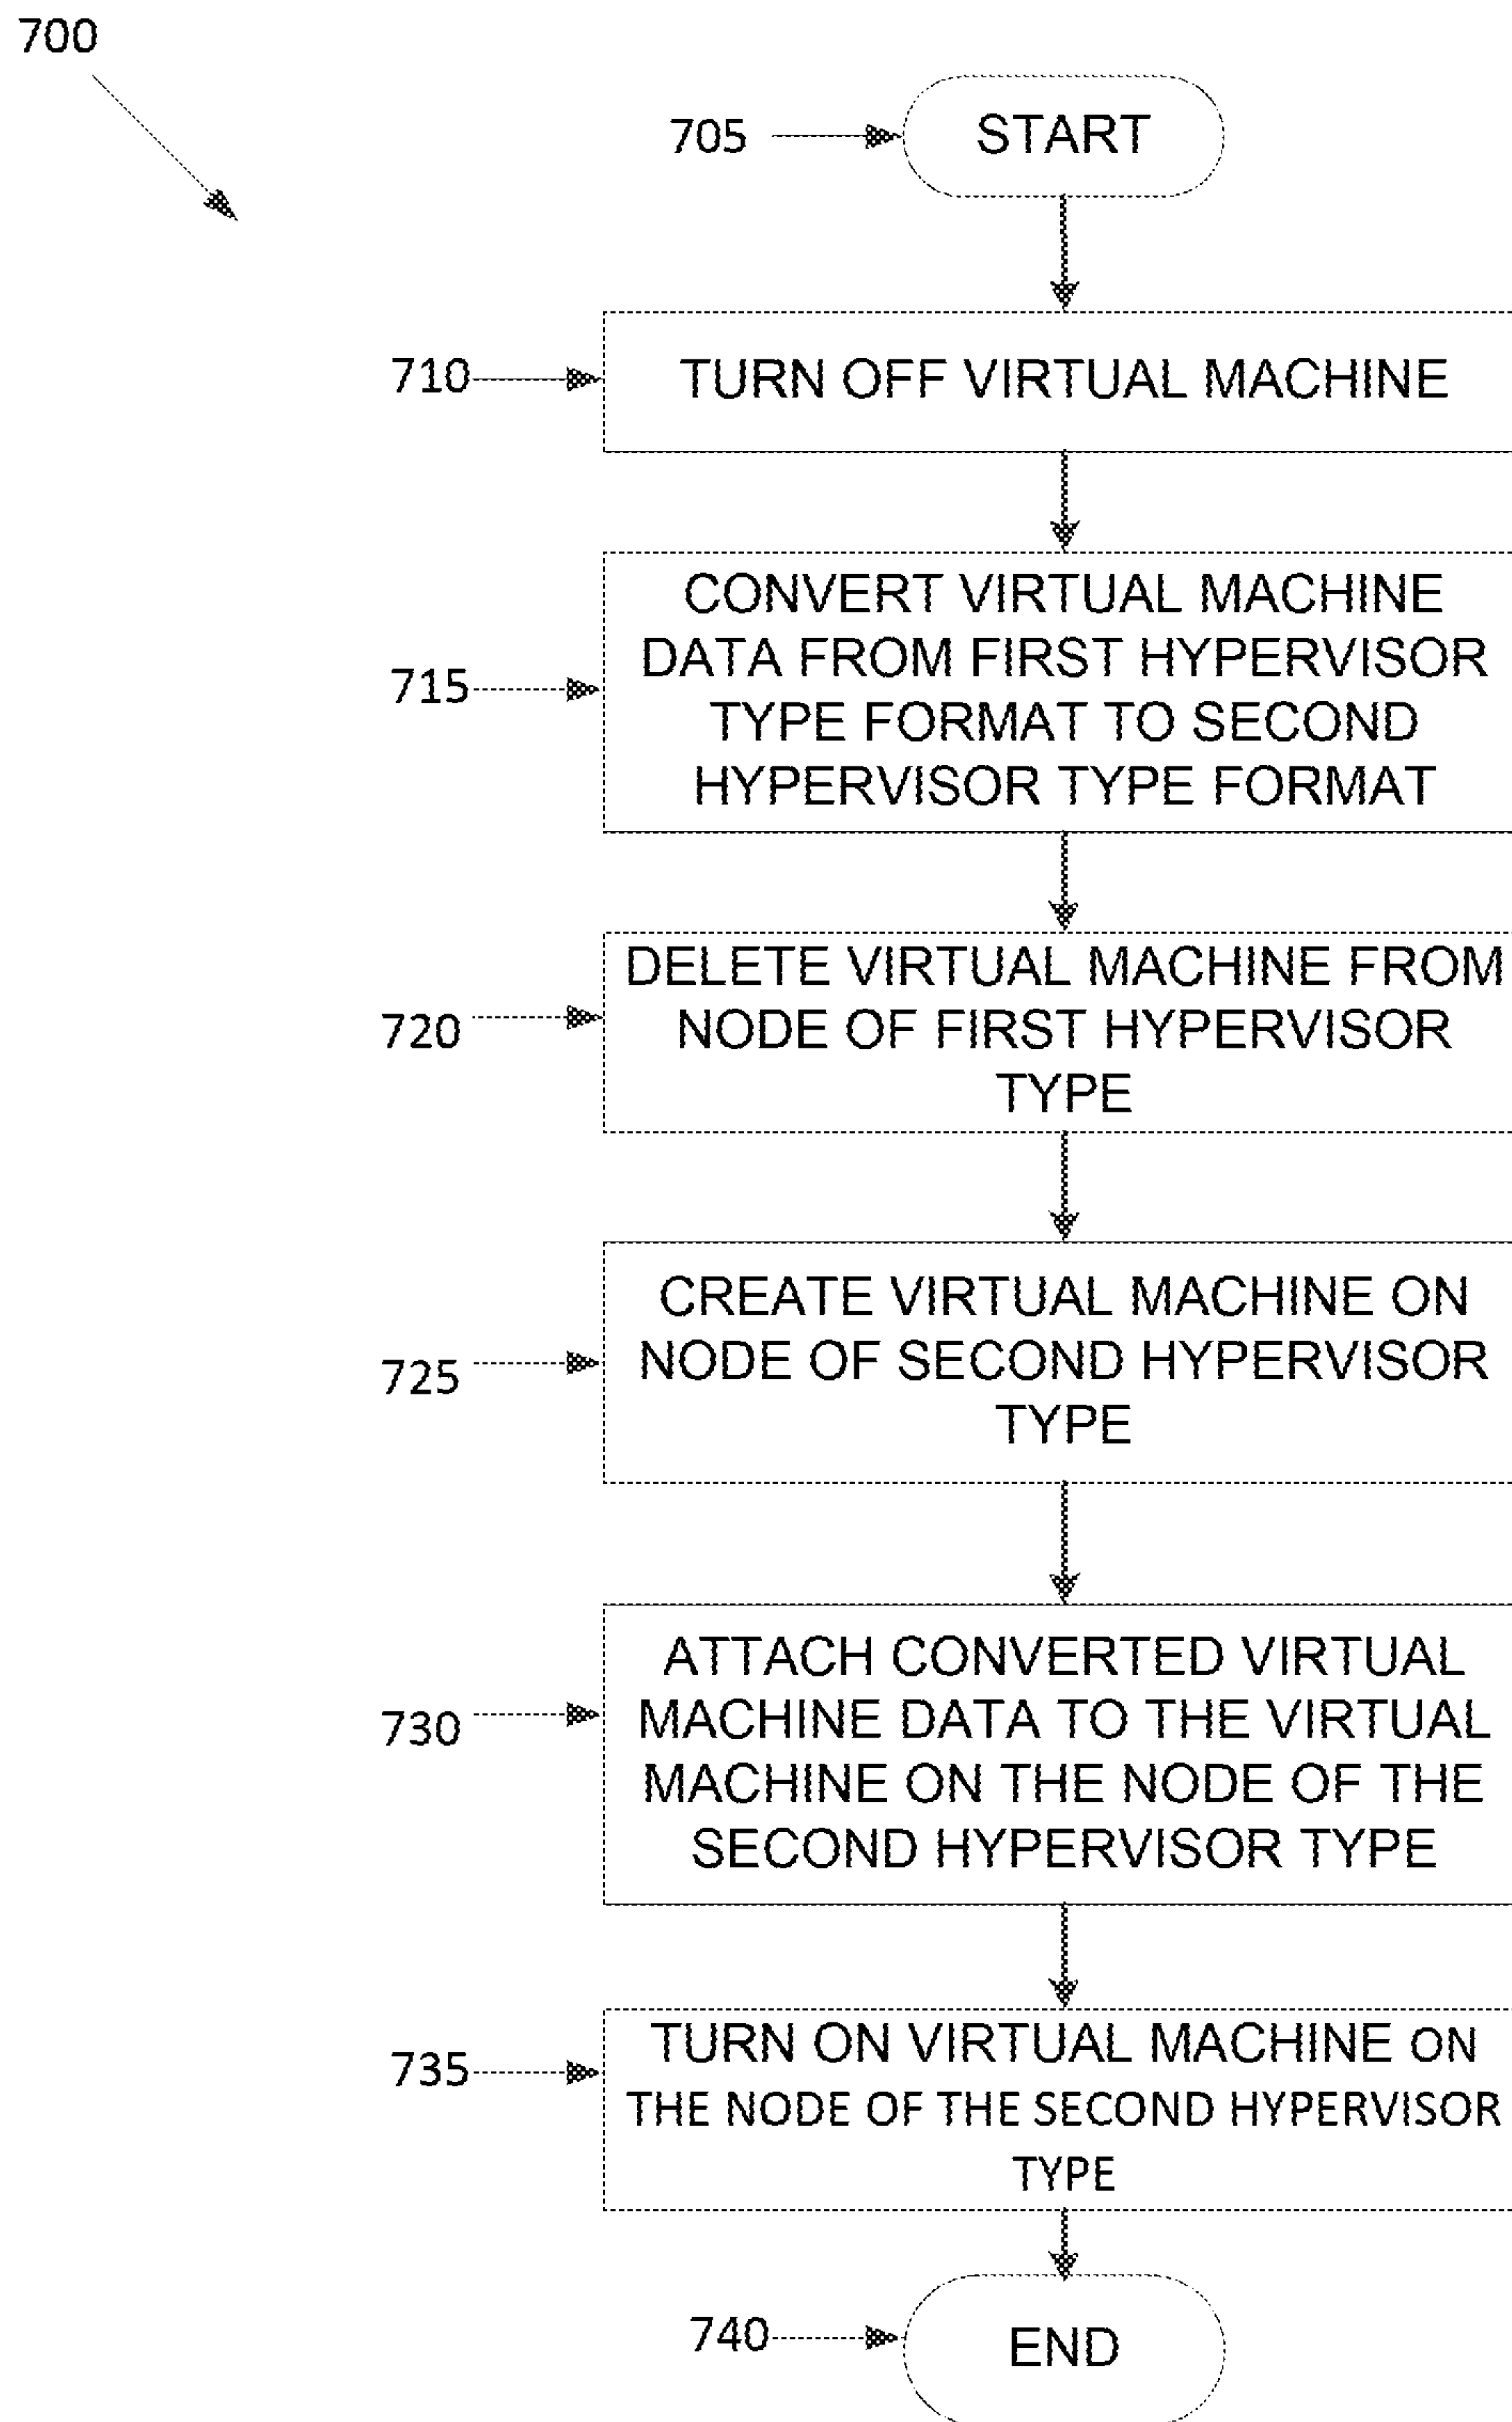 700
705
START
710
TURN OFF VIRTUAL MACHINE
715
CONVERT VIRTUAL MACHINE
DATA FROM FIRST HYPERVISOR
TYPE FORMAT TO SECOND
HYPERVISOR TYPE FORMAT
720
DELETE VIRTUAL MACHINE FROM
NODE OF FIRST HYPERVISOR
TYPE
725
CREATE VIRTUAL MACHINE ON
NODE OF SECOND HYPERVISOR
TYPE
730
ATTACH CONVERTED VIRTUAL
MACHINE DATA TO THE VIRTUAL
MACHINE ON THE NODE OF THE
SECOND HYPERVISOR TYPE
735
TURN ON VIRTUAL MACHINE ON
THE NODE OF THE SECOND HYPERVISOR
TYPE
740
END